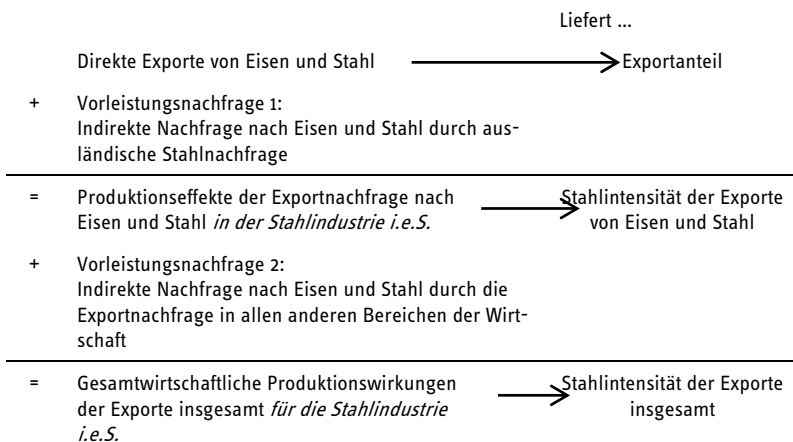 Liefert ...
Direkte Exporte von Eisen und Stahl Exportanteil
+ Vorleistungsnachfrage 1:
Indirekte Nachfrage nach Eisen und Stahl durch aus-
ländische Stahlnachfrage
= Produktionseffekte der Exportnachfrage nach Stahlintensität der Exporte
Eisen und Stahl in der Stahlindustrie i.e.S. von Eisen und Stahl
+ Vorleistungsnachfrage 2:
Indirekte Nachfrage nach Eisen und Stahl durch die
Exportnachfrage in allen anderen Bereichen der Wirt-
schaft
= Gesamtwirtschaftliche Produktionswirkungen Stahlintensität der Exporte
der Exporte insgesamt für die Stahlindustrie insgesamt
i.e.S.